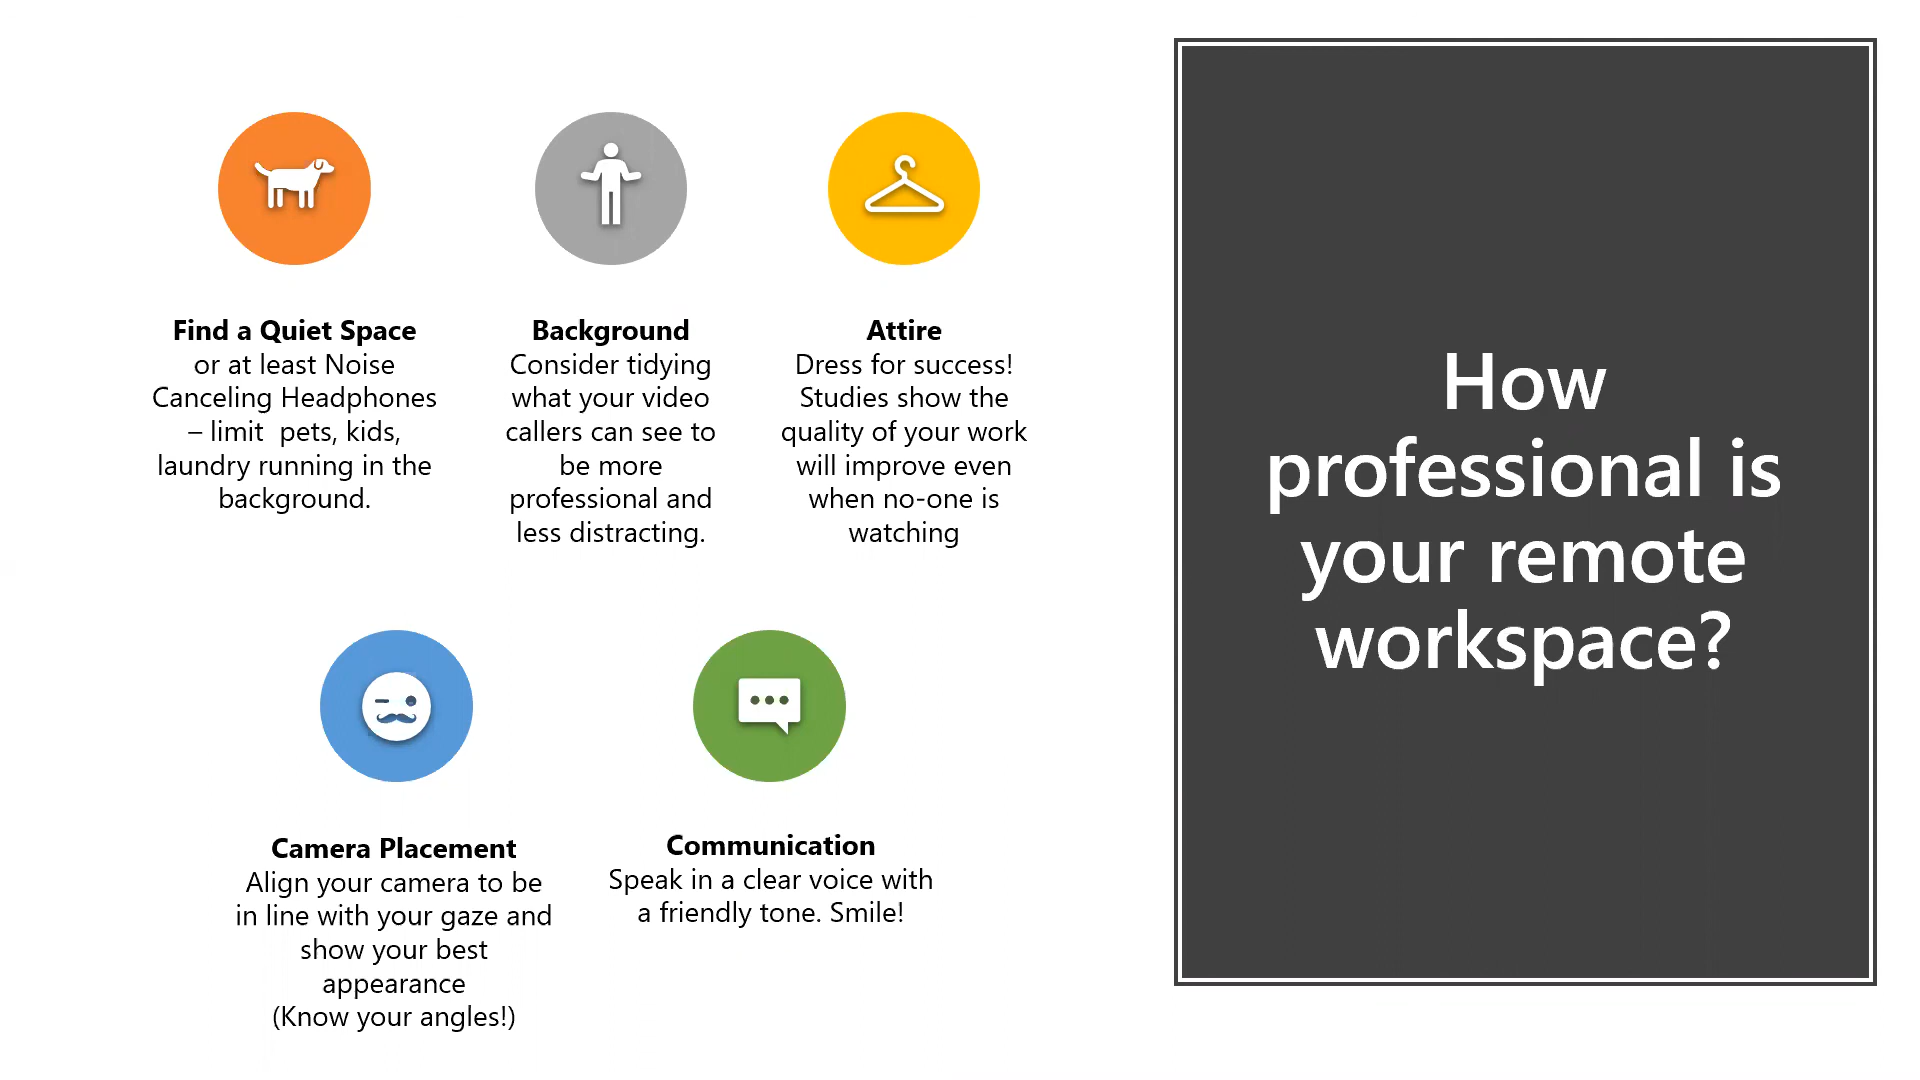 Find a Quiet Space
or at least Noise
Canceling Headphones
– limit  pets, kids,
laundry running in the
background.
Background
Consider tidying
what your video
callers can see to
be more
professional and
less distracting.
Attire
Dress for success!
Studies show the
quality of your work
will improve even
when no-one is
watching
Camera Placement
Align your camera to be
in line with your gaze and
show your best
appearance
(Know your angles!)
Communication
Speak in a clear voice with
a friendly tone. Smile!
How
professional is
your remote
workspace?